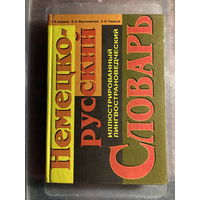 Немецко-
русский
иллюстрированный
лингвострановедческий
Словарь